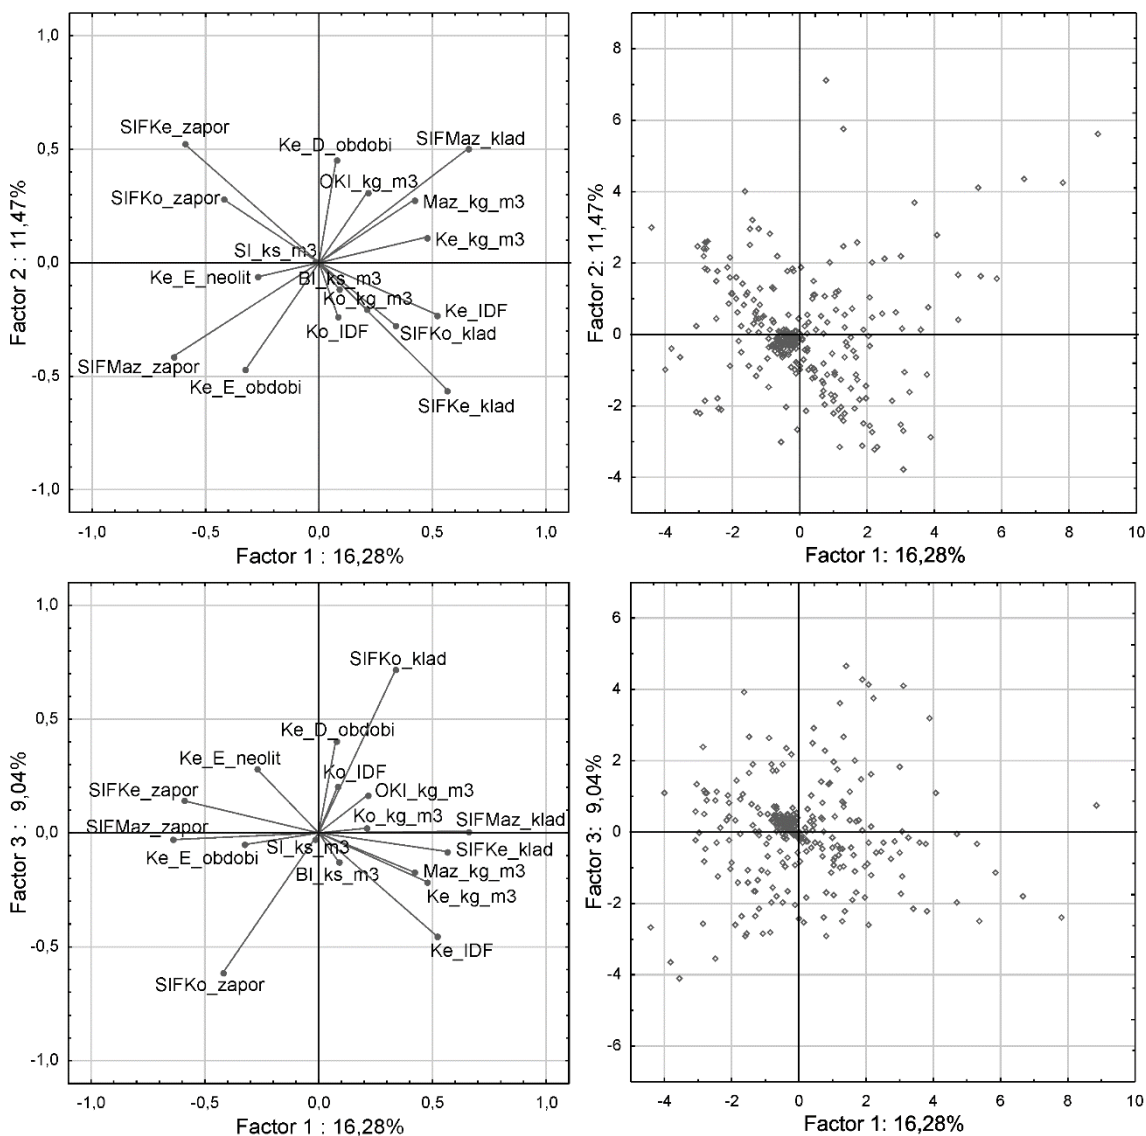 1,0
0,5
0,0
-0,5
-1,0
Factor 2 : 11,47%
SIFKe_zapor
SIFKo_zapor
Ke_D_obdobi
SIFMaz_klad
OKI_kg_m3
Maz_kg_m3
Ke_kg_m3
SI_ks_m3
Ke_E_neolit
BI_ks_m3
Ko_kg_m3
Ke_IDF
Ko_IDF
SIFKo_klad
SIFMaz_zapor
Ke_E_obdobi
SIFKe_klad
-1,0
-0,5
0,0
0,5
1,0
Factor 1 : 16,28%
8
6
4
2
0
-2
-4
Factor 2: 11,47%
-4
-2
0
2
4
6
8
10
Factor 1: 16,28%
1,0
0,5
0,0
-0,5
-1,0
Factor 3 : 9,04%
SIFKo_klad
Ke_D_obdobi
Ke_E_neolit
Ko_IDF
SIFKe_zapor
OKI_kg_m3
Ko_kg_m3
SIFMaz_klad
SIFMaz_zapor
Ke_E_obdobi
SI_ks_m3
SIFKe_klad
BI_ks_m3
Maz_kg_m3
Ke_kg_m3
Ke_IDF
SIFKo_zapor
-1,0
-0,5
0,0
0,5
1,0
Factor 1 : 16,28%
6
4
2
0
-2
-4
-6
Factor 3: 9,04%
-4
-2
0
2
4
6
8
10
Factor 1: 16,28%